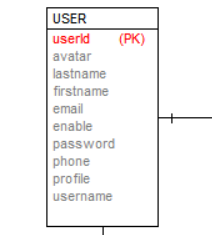 USER
userId (PK)
avatar
lastname
firstname
email
enable
password
phone
profile
username